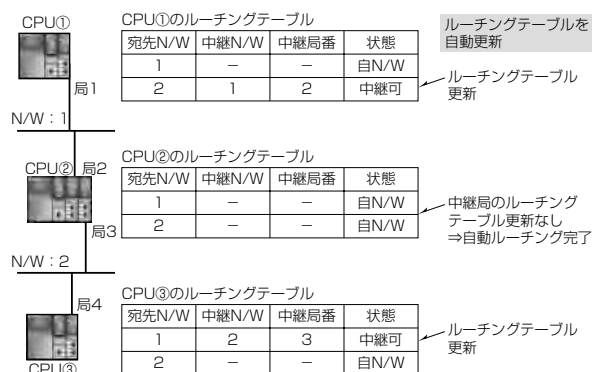 CPU①
局1
N/W：1
CPU①のルーチングテーブル
宛先N/W 中継N/W 中継局番 状態
1 － － 自N/W
2 1 2 中継可
ルーチングテーブルを
自動更新
ルーチングテーブル
更新
CPU② 局2
局3
N/W：2
CPU②のルーチングテーブル
宛先N/W 中継N/W 中継局番 状態
1 － － 自N/W
2 － － 自N/W
中継局のルーチング
テーブル更新なし
⇒自動ルーチング完了
局4
CPU③
CPU③のルーチングテーブル
宛先N/W 中継N/W 中継局番 状態
1 2 3 中継可
2 － － 自N/W
ルーチングテーブル
更新